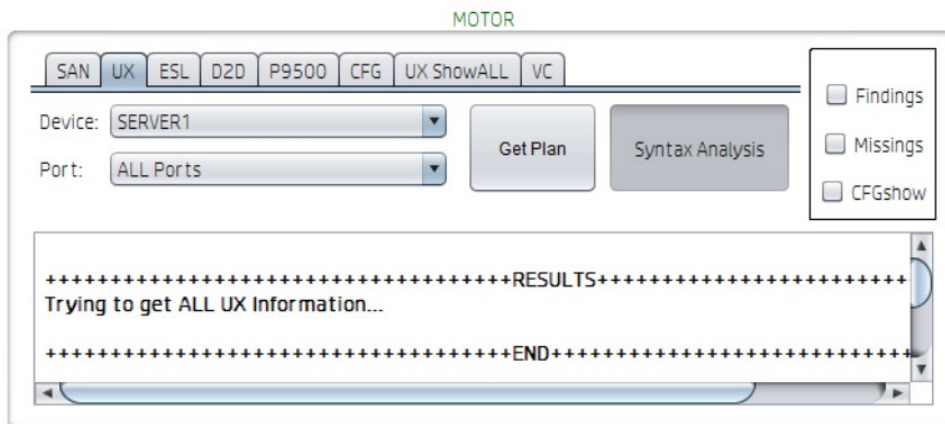 MOTOR
SAN UX ESL D2D P9500 CFG UX ShowALL VC
Findings
Device: SERVER1
Get Plan
Syntax Analysis
Missings
Port: ALL Ports
CFGshow
++++++++++++++++++++++++++++++++++++RESULTS++++++++++++++++++++++++
Trying to get ALL UX Information...
++++++++++++++++++++++++++++++++++++END++++++++++++++++++++++++++++